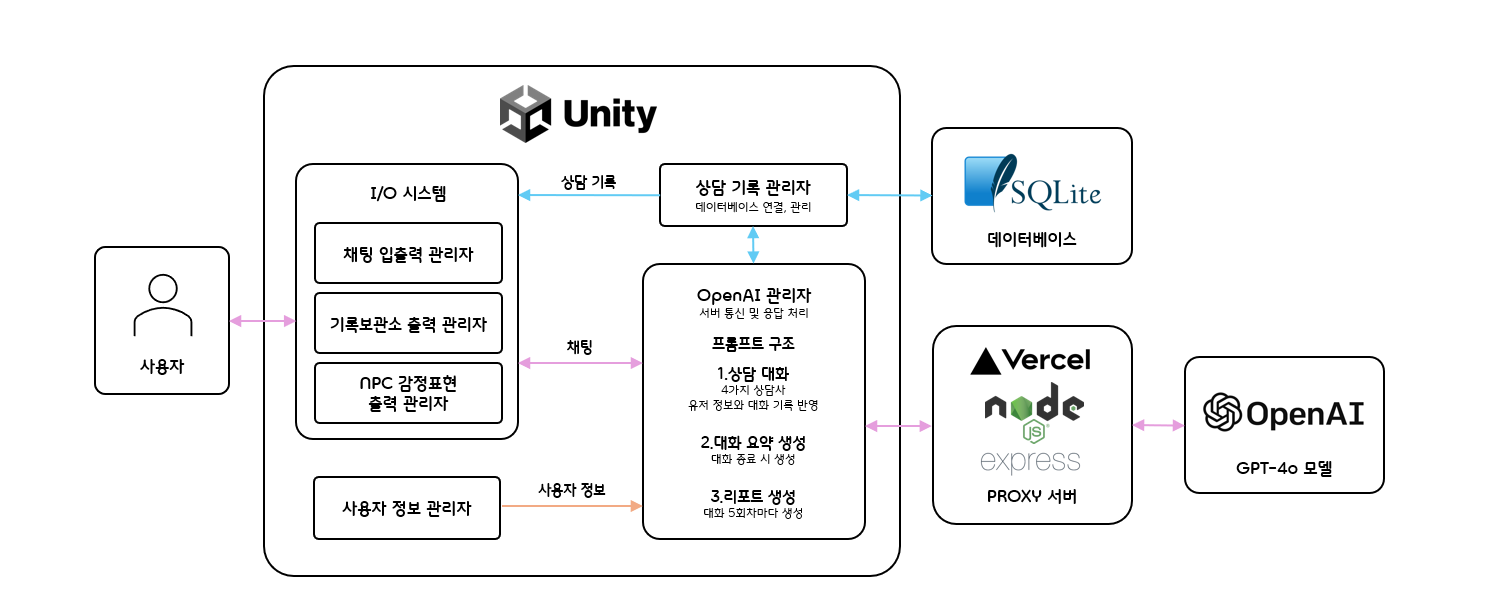 Unity
I/O 시스템
채팅 입출력 관리자
기록보관소 출력 관리자
NPC 감정표현
출력 관리자
사용자
상담 기록
상담 기록 관리자
데이터베이스 연결, 관리
SQLite
데이터베이스
채팅
OpenAI 관리자
서버 통신 및 응답 처리
프롬프트 구조
1.상담 대화
4가지 상담사
유저 정보와 대화 기록 반영
2.대화 요약 생성
대화 종료 시 생성
3.리포트 생성
대화 5회차마다 생성
사용자 정보 관리자
사용자 정보
Vercel
node
JS
express
PROXY 서버
OpenAI
GPT-4o 모델